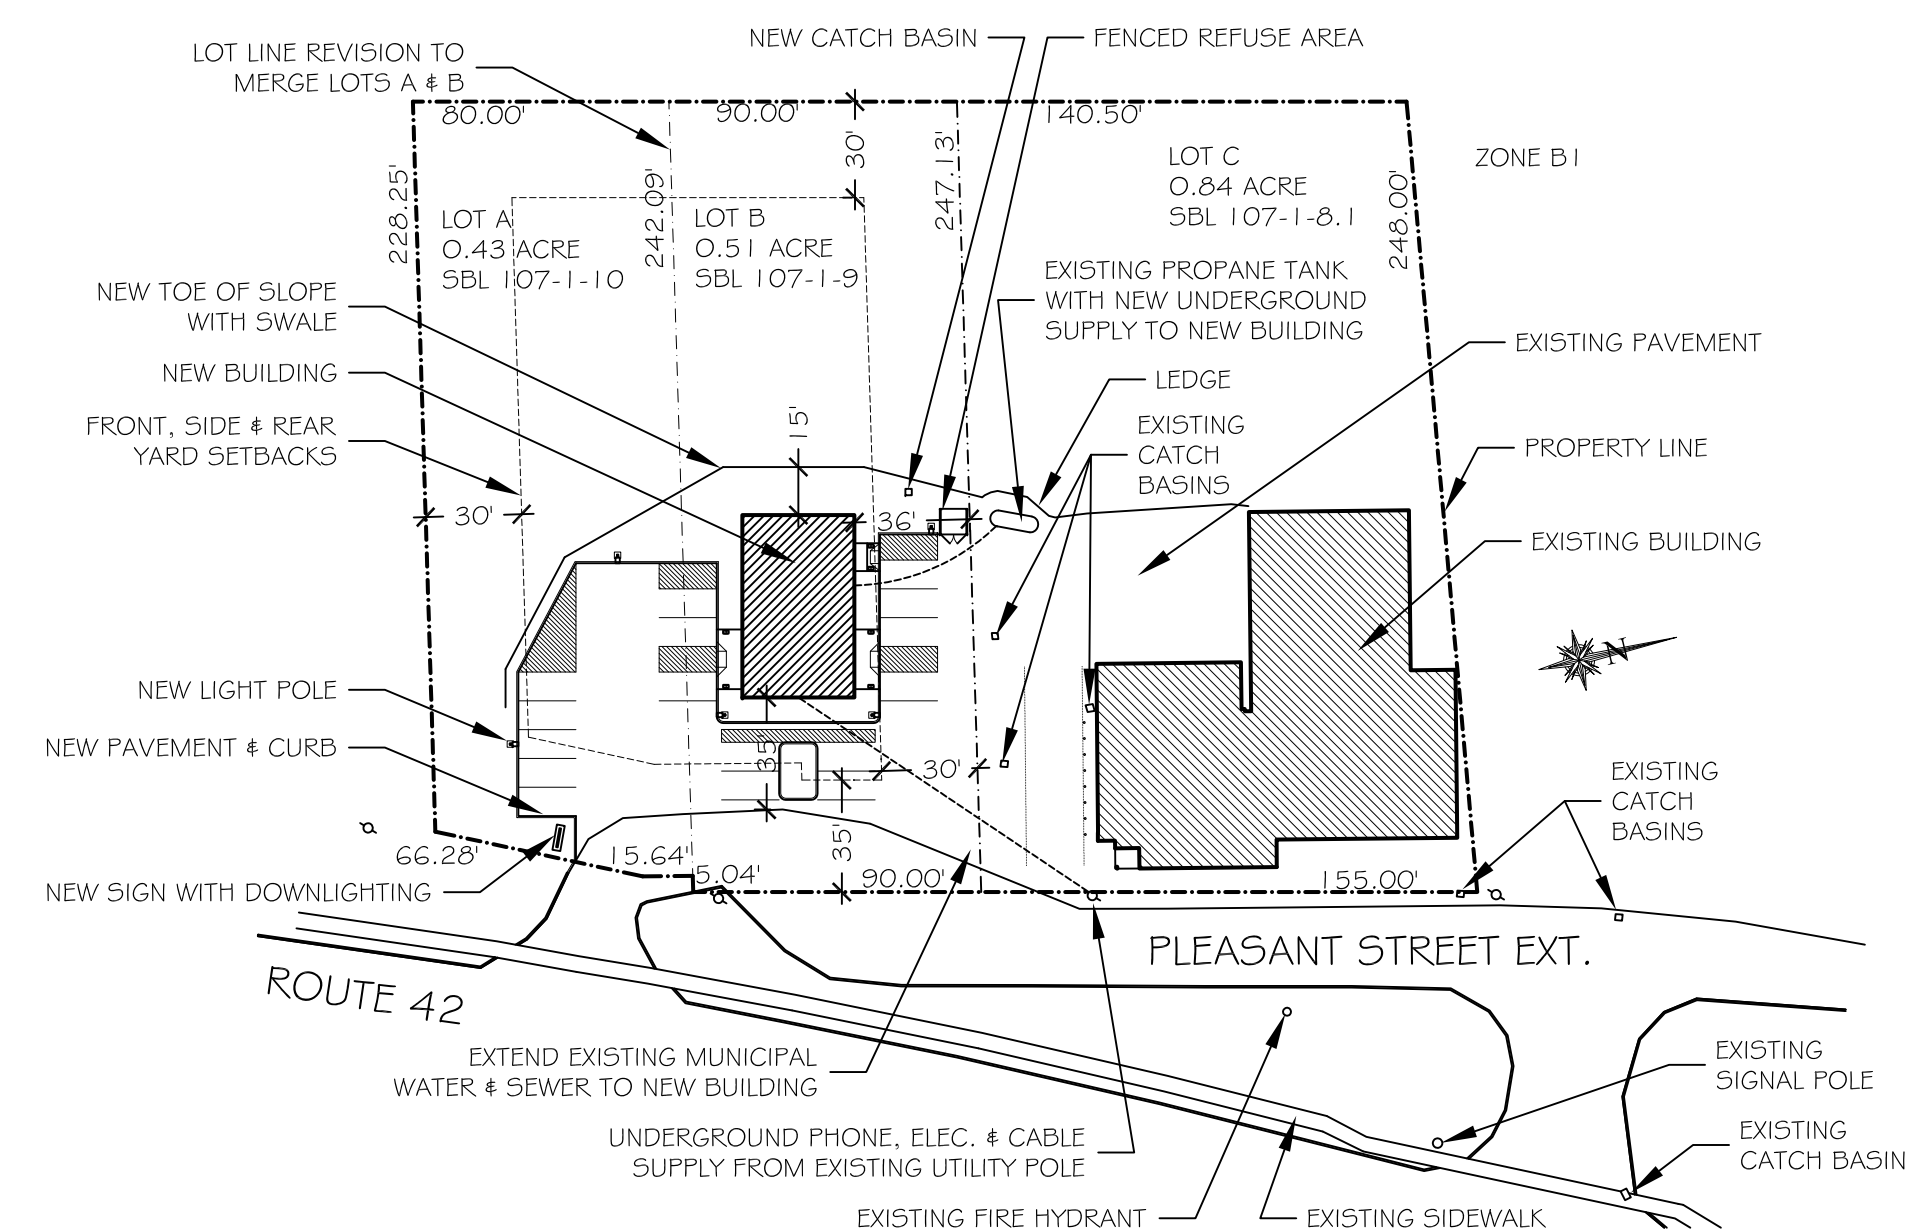 NEW CATCH BASIN
FENCED REFUSE AREA
LOT LINE REVISION TO
MERGE LOTS A & B
80.00'
90.00'
140.50'
30'
247.13'
ZONE B1
LOT C
0.84 ACRE
SBL 107-1-8.1
228.25'
242.09'
248.00'
LOT A
0.43 ACRE
SBL 107-1-10
LOT B
0.51 ACRE
SBL 107-1-9
EXISTING PROPANE TANK
WITH NEW UNDERGROUND
SUPPLY TO NEW BUILDING
NEW TOE OF SLOPE
WITH SWALE
EXISTING PAVEMENT
NEW BUILDING
LEDGE
FRONT, SIDE & REAR
YARD SETBACKS
15'
EXISTING
CATCH
BASINS
PROPERTY LINE
30'
36'
EXISTING BUILDING
N
NEW LIGHT POLE
NEW PAVEMENT & CURB
35'
30'
EXISTING
CATCH
BASINS
35'
66.28'
15.64'
5.04'
90.00'
155.00'
NEW SIGN WITH DOWNLIGHTING
PLEASANT STREET EXT.
ROUTE 42
EXTEND EXISTING MUNICIPAL
WATER & SEWER TO NEW BUILDING
EXISTING
SIGNAL POLE
UNDERGROUND PHONE, ELEC. & CABLE
SUPPLY FROM EXISTING UTILITY POLE
EXISTING
CATCH BASIN
EXISTING FIRE HYDRANT
EXISTING SIDEWALK